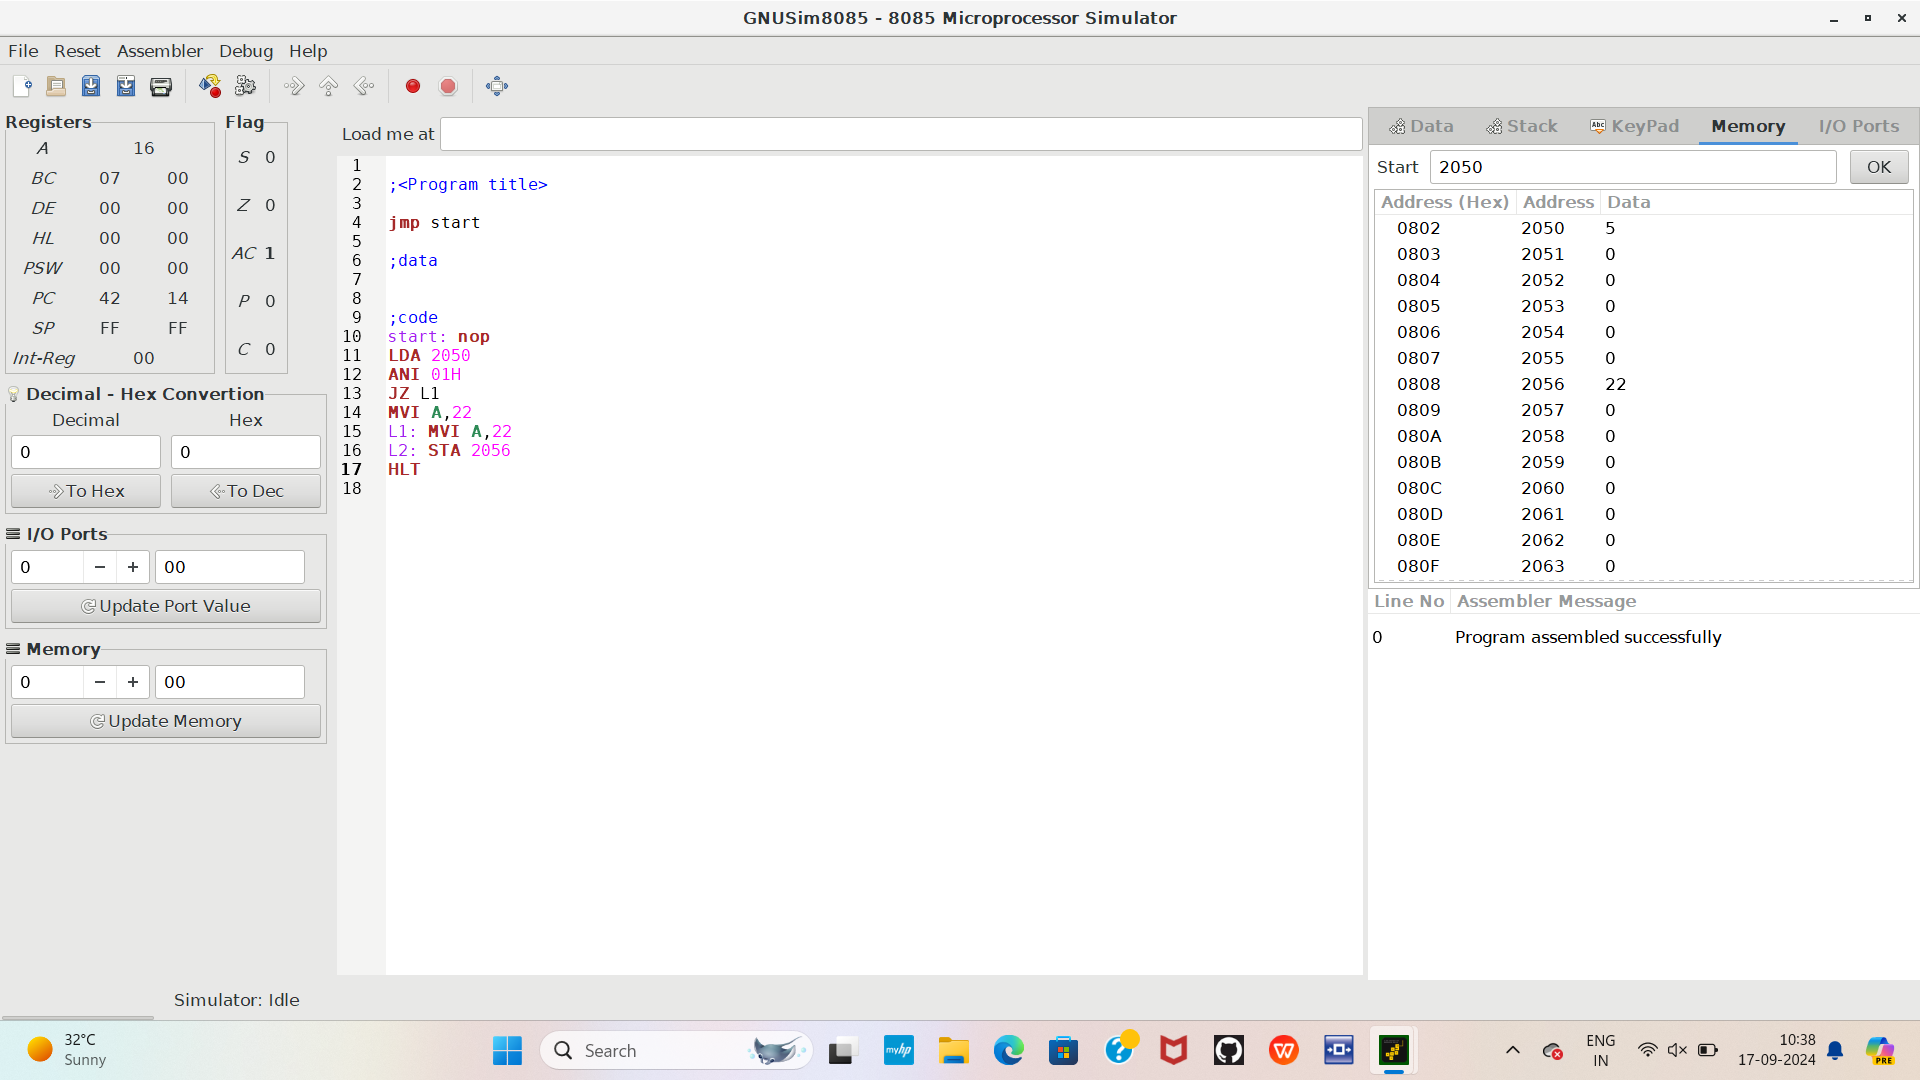 GNUSim8085 - 8085 Microprocessor Simulator
File Reset Assembler Debug Help
Registers
A 16
BC 07 00
DE 00 00
HL 00 00
PSW 00 00
PC 42 14
SP FF FF
Int-Reg 00
Flag
S 0
Z 0
AC 1
P 0
C 0
Decimal - Hex Convertion
Decimal Hex
0 0
To Hex To Dec
I/O Ports
0 − + 00
Update Port Value
Memory
0 − + 00
Update Memory
Load me at
1
2 ;<Program title>
3
4 jmp start
5
6 ;data
7
8
9 ;code
10 start: nop
11 LDA 2050
12 ANI 01H
13 JZ L1
14 MVI A,22
15 L1: MVI A,22
16 L2: STA 2056
17 HLT
18
Data Stack Abc KeyPad Memory I/O Ports
Start 2050 OK
Address (Hex) Address Data
0802 2050 5
0803 2051 0
0804 2052 0
0805 2053 0
0806 2054 0
0807 2055 0
0808 2056 22
0809 2057 0
080A 2058 0
080B 2059 0
080C 2060 0
080D 2061 0
080E 2062 0
080F 2063 0
Line No Assembler Message
0 Program assembled successfully
Simulator: Idle
32°C
Sunny
Search
myhp
ENG
IN
10:38
17-09-2024
PRE